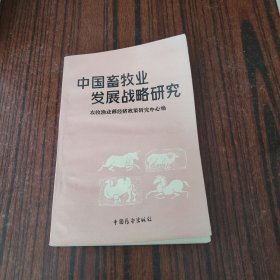 中国畜牧业
发展战略研究
农牧渔业部经济政策研究中心编
中国展望出版社